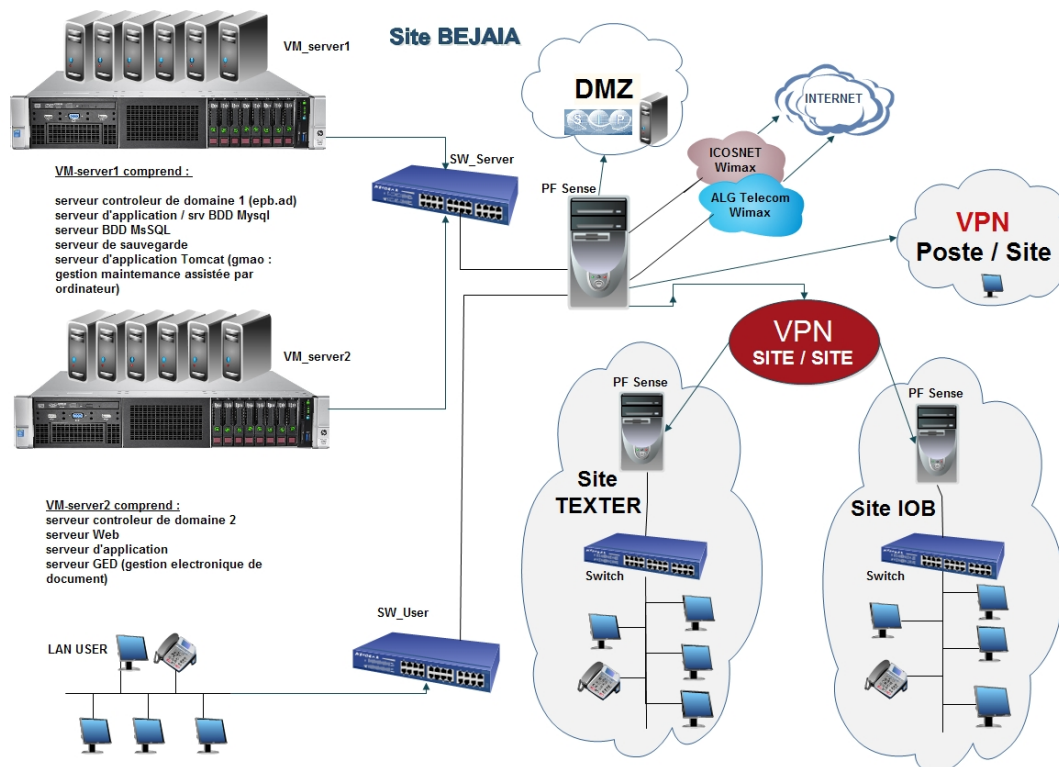 Site BEJAIA
VM_server1
DMZ
SIP
INTERNET
ICOSNET
Wimax
ALG Telecom
Wimax
SW_Server
PF Sense
VM-server1 comprend :
serveur controleur de domaine 1 (epb.ad)
serveur d'application / srv BDD Mysql
serveur BDD MsSQL
serveur de sauvegarde
serveur d'application Tomcat (gmao :
gestion maintenance assistée par
ordinateur)
VPN
Poste / Site
VM_server2
VPN
SITE / SITE
PF Sense
PF Sense
Site
TEXTER
Site IOB
VM-server2 comprend :
serveur controleur de domaine 2
serveur Web
serveur d'application
serveur GED (gestion electronique de
document)
Switch
Switch
SW_User
LAN USER